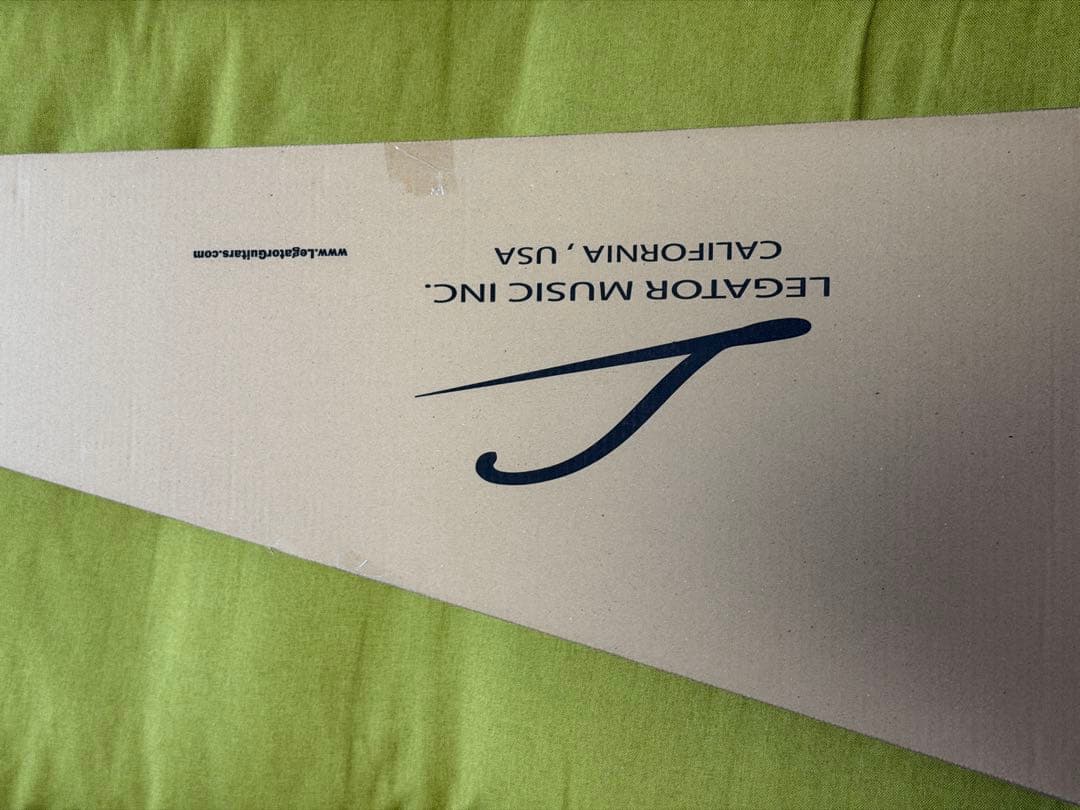 LEGATOR MUSIC INC.
CALIFORNIA , USA
www.LegatorGuitars.com